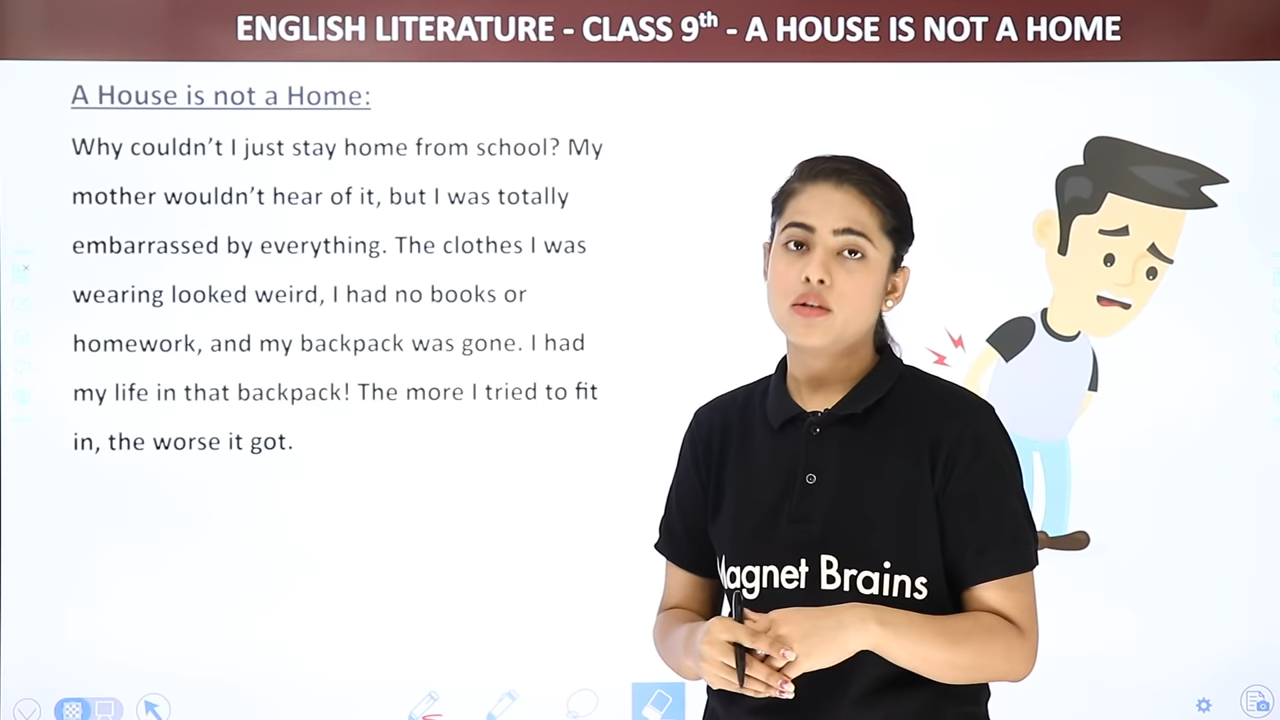 ENGLISH LITERATURE - CLASS 9th - A HOUSE IS NOT A HOME
A House is not a Home:
Why couldn't I just stay home from school? My
mother wouldn't hear of it, but I was totally
embarrassed by everything. The clothes I was
wearing looked weird, I had no books or
homework, and my backpack was gone. I had
my life in that backpack! The more I tried to fit
in, the worse it got.
Magnet Brains